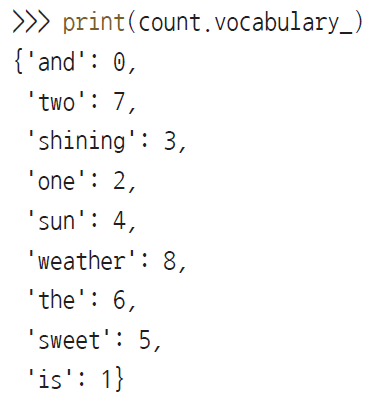 >>> print(count.vocabulary_)
{'and': 0,
'two': 7,
'shining': 3,
'one': 2,
'sun': 4,
'weather': 8,
'the': 6,
'sweet': 5,
'is': 1}